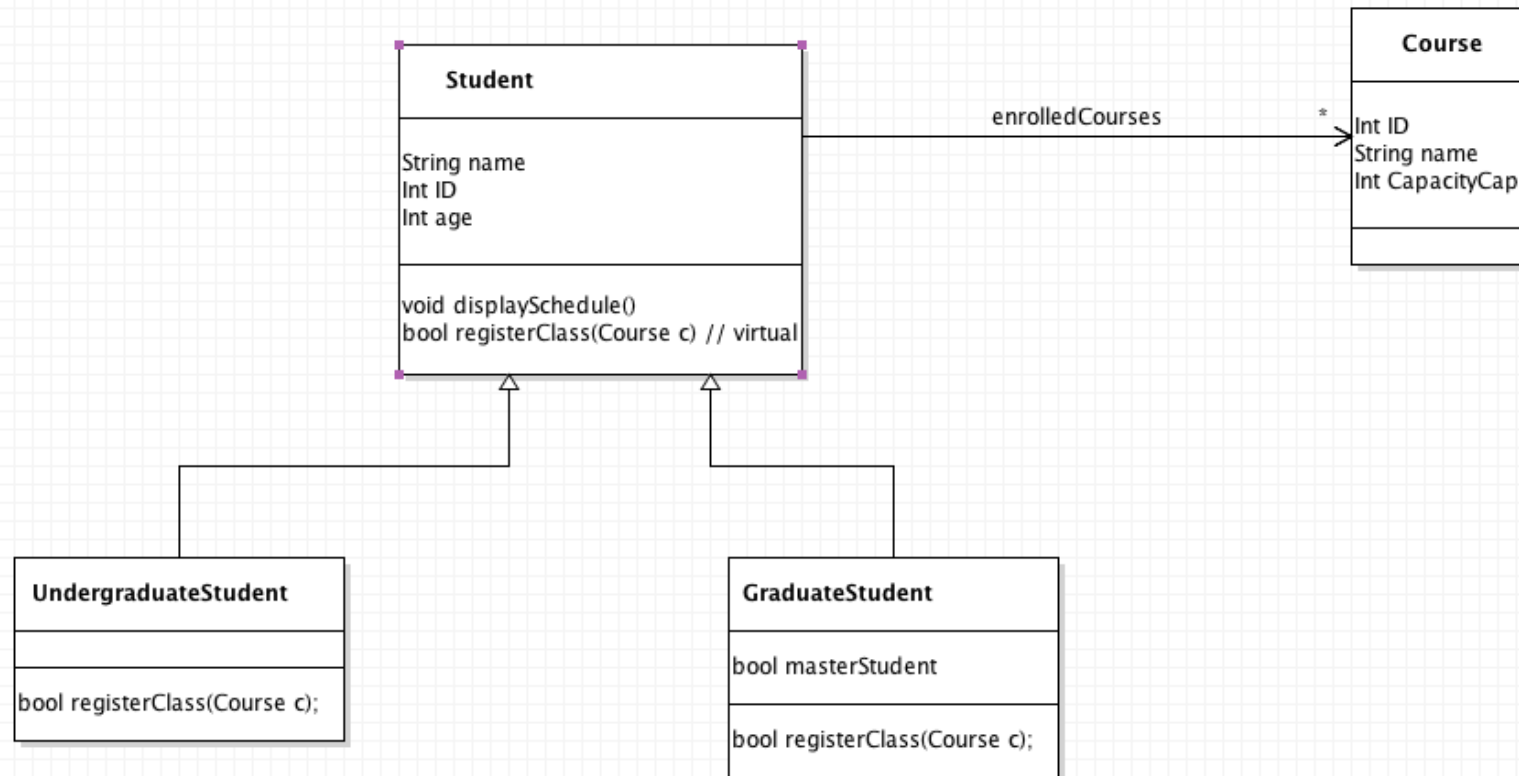 Student
String name
Int ID
Int age
void displaySchedule()
bool registerClass(Course c) // virtual
enrolledCourses
*
Course
Int ID
String name
Int CapacityCap
UndergraduateStudent
bool registerClass(Course c);
GraduateStudent
bool masterStudent
bool registerClass(Course c);